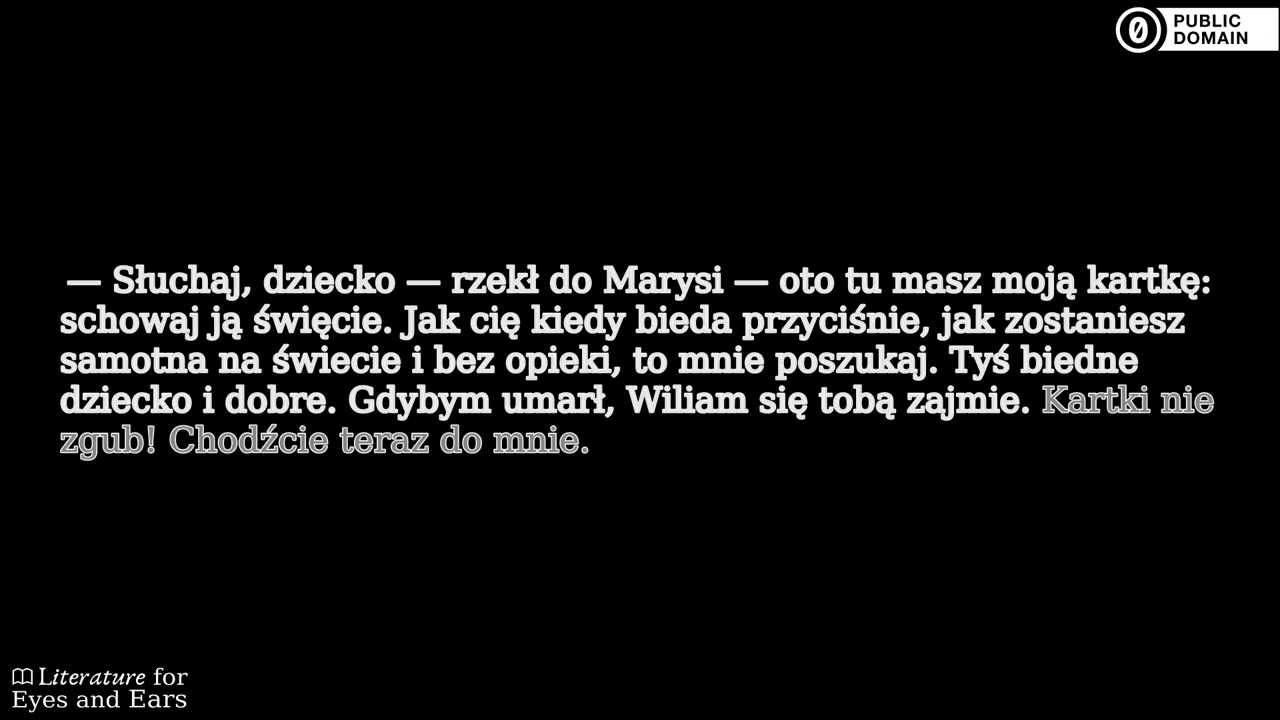 PUBLIC
DOMAIN
— Słuchaj, dziecko — rzekł do Marysi — oto tu masz moją kartkę:
schowaj ją święcie. Jak cię kiedy bieda przyciśnie, jak zostaniesz
samotna na świecie i bez opieki, to mnie poszukaj. Tyś biedne
dziecko i dobre. Gdybym umarł, Wiliam się tobą zajmie. Kartki nie
zgub! Chodźcie teraz do mnie.
Literature for
Eyes and Ears